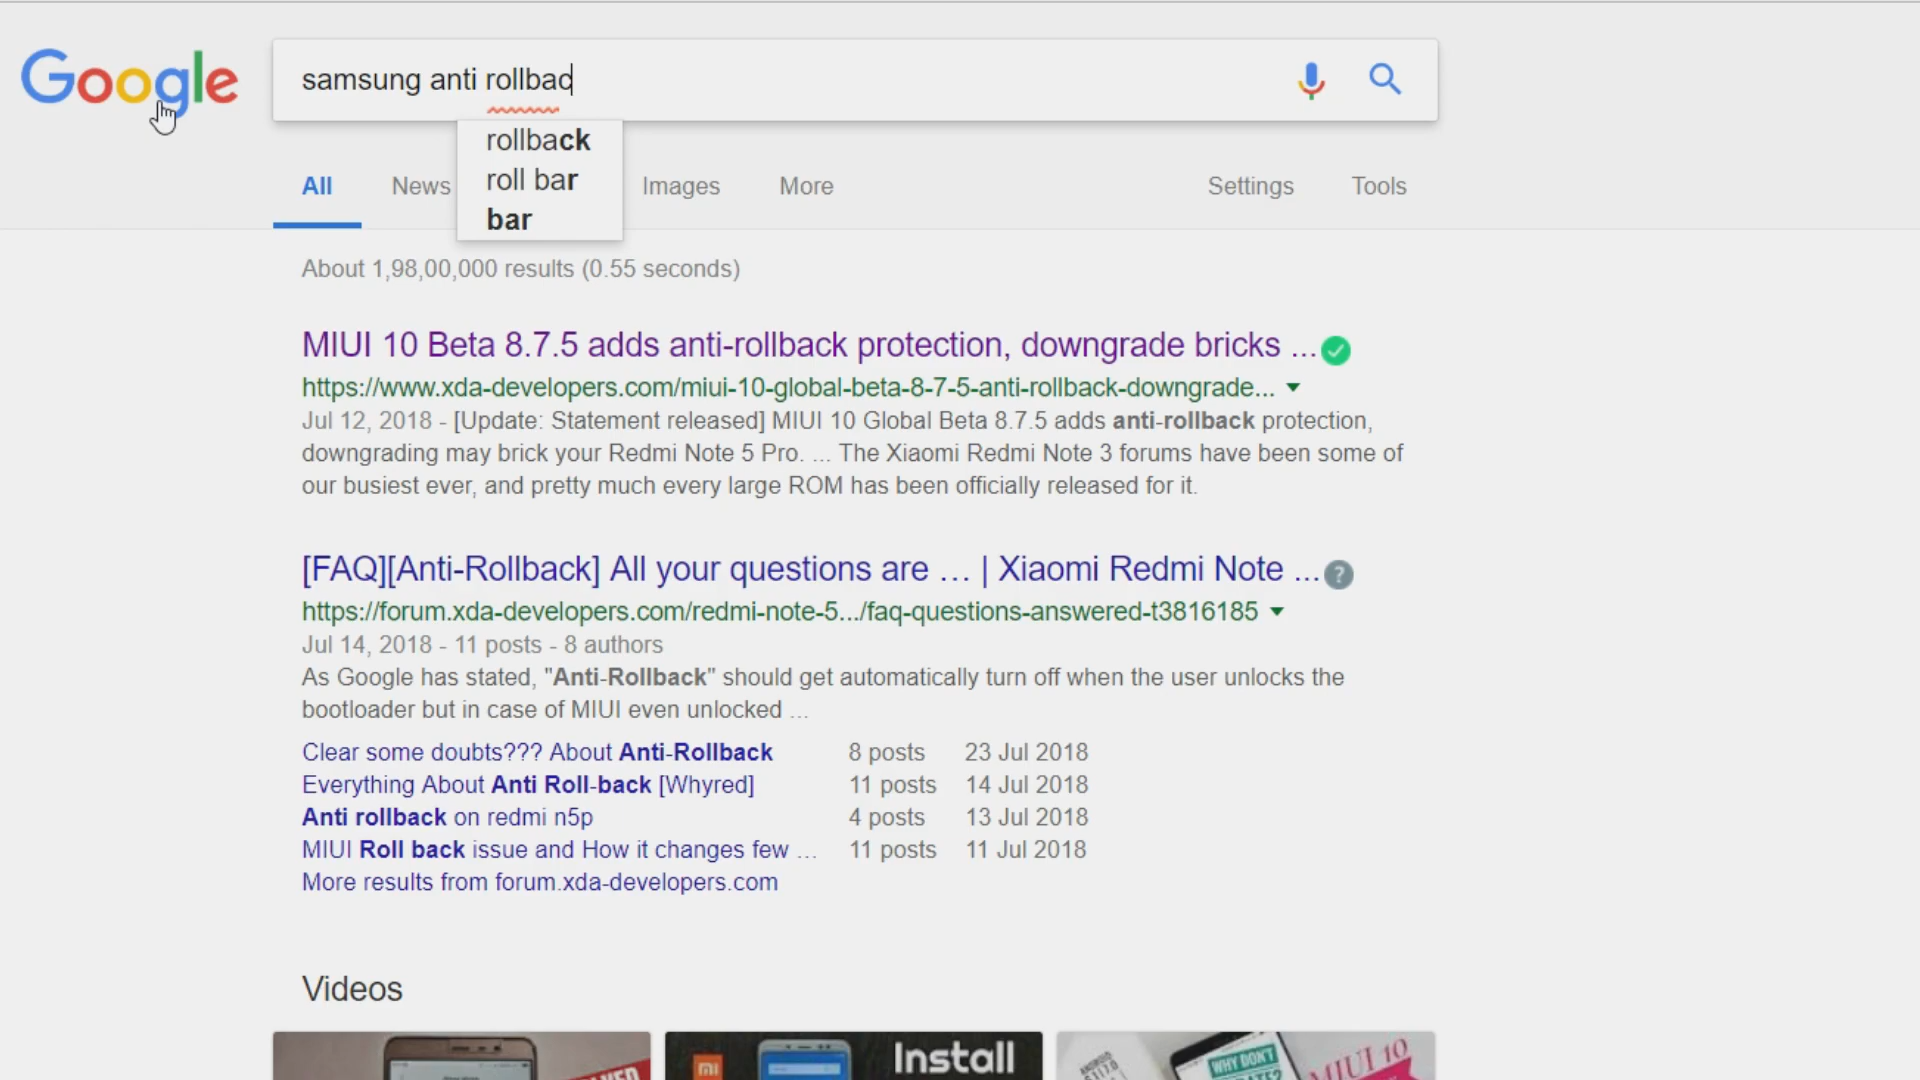 Google
samsung anti rollbac
rollback
roll bar
bar
All News Images More Settings Tools
About 1,98,00,000 results (0.55 seconds)
MIUI 10 Beta 8.7.5 adds anti-rollback protection, downgrade bricks ...
https://www.xda-developers.com/miui-10-global-beta-8-7-5-anti-rollback-downgrade...
Jul 12, 2018 - [Update: Statement released] MIUI 10 Global Beta 8.7.5 adds anti-rollback protection,
downgrading may brick your Redmi Note 5 Pro. ... The Xiaomi Redmi Note 3 forums have been some of
our busiest ever, and pretty much every large ROM has been officially released for it.
[FAQ][Anti-Rollback] All your questions are ... | Xiaomi Redmi Note ...
https://forum.xda-developers.com/redmi-note-5.../faq-questions-answered-t3816185
Jul 14, 2018 - 11 posts - 8 authors
As Google has stated, "Anti-Rollback" should get automatically turn off when the user unlocks the
bootloader but in case of MIUI even unlocked ...
Clear some doubts??? About Anti-Rollback 8 posts 23 Jul 2018
Everything About Anti Roll-back [Whyred] 11 posts 14 Jul 2018
Anti rollback on redmi n5p 4 posts 13 Jul 2018
MIUI Roll back issue and How it changes few ... 11 posts 11 Jul 2018
More results from forum.xda-developers.com
Videos
Install
WHY DON'T
MIUI 10